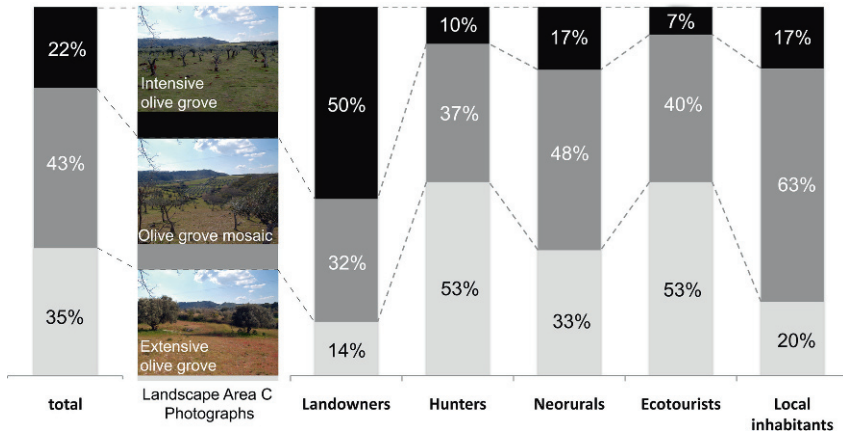 22%
43%
35%
total
Intensive
olive grove
Olive grove mosaic
Extensive
olive grove
Landscape Area C
Photographs
50%
32%
14%
Landowners
10%
37%
53%
Hunters
17%
48%
33%
Neorurals
7%
40%
53%
Ecotourists
17%
63%
20%
Local
inhabitants